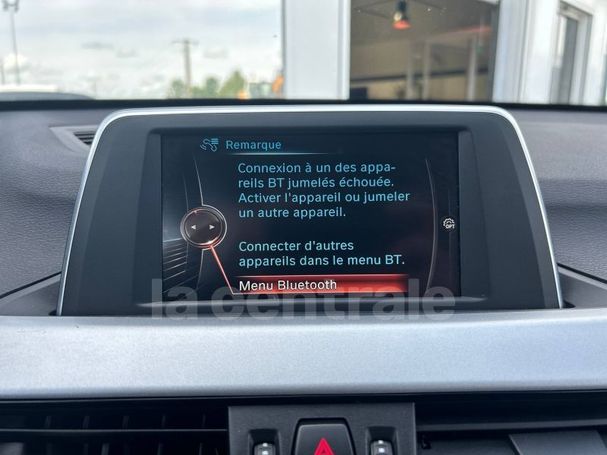 Remarque
Connexion à un des appa-
reils BT jumelés échouée.
Activer l'appareil ou jumeler
un autre appareil.
Connecter d'autres
appareils dans le menu BT.
Menu Bluetooth
OPT
la centrale